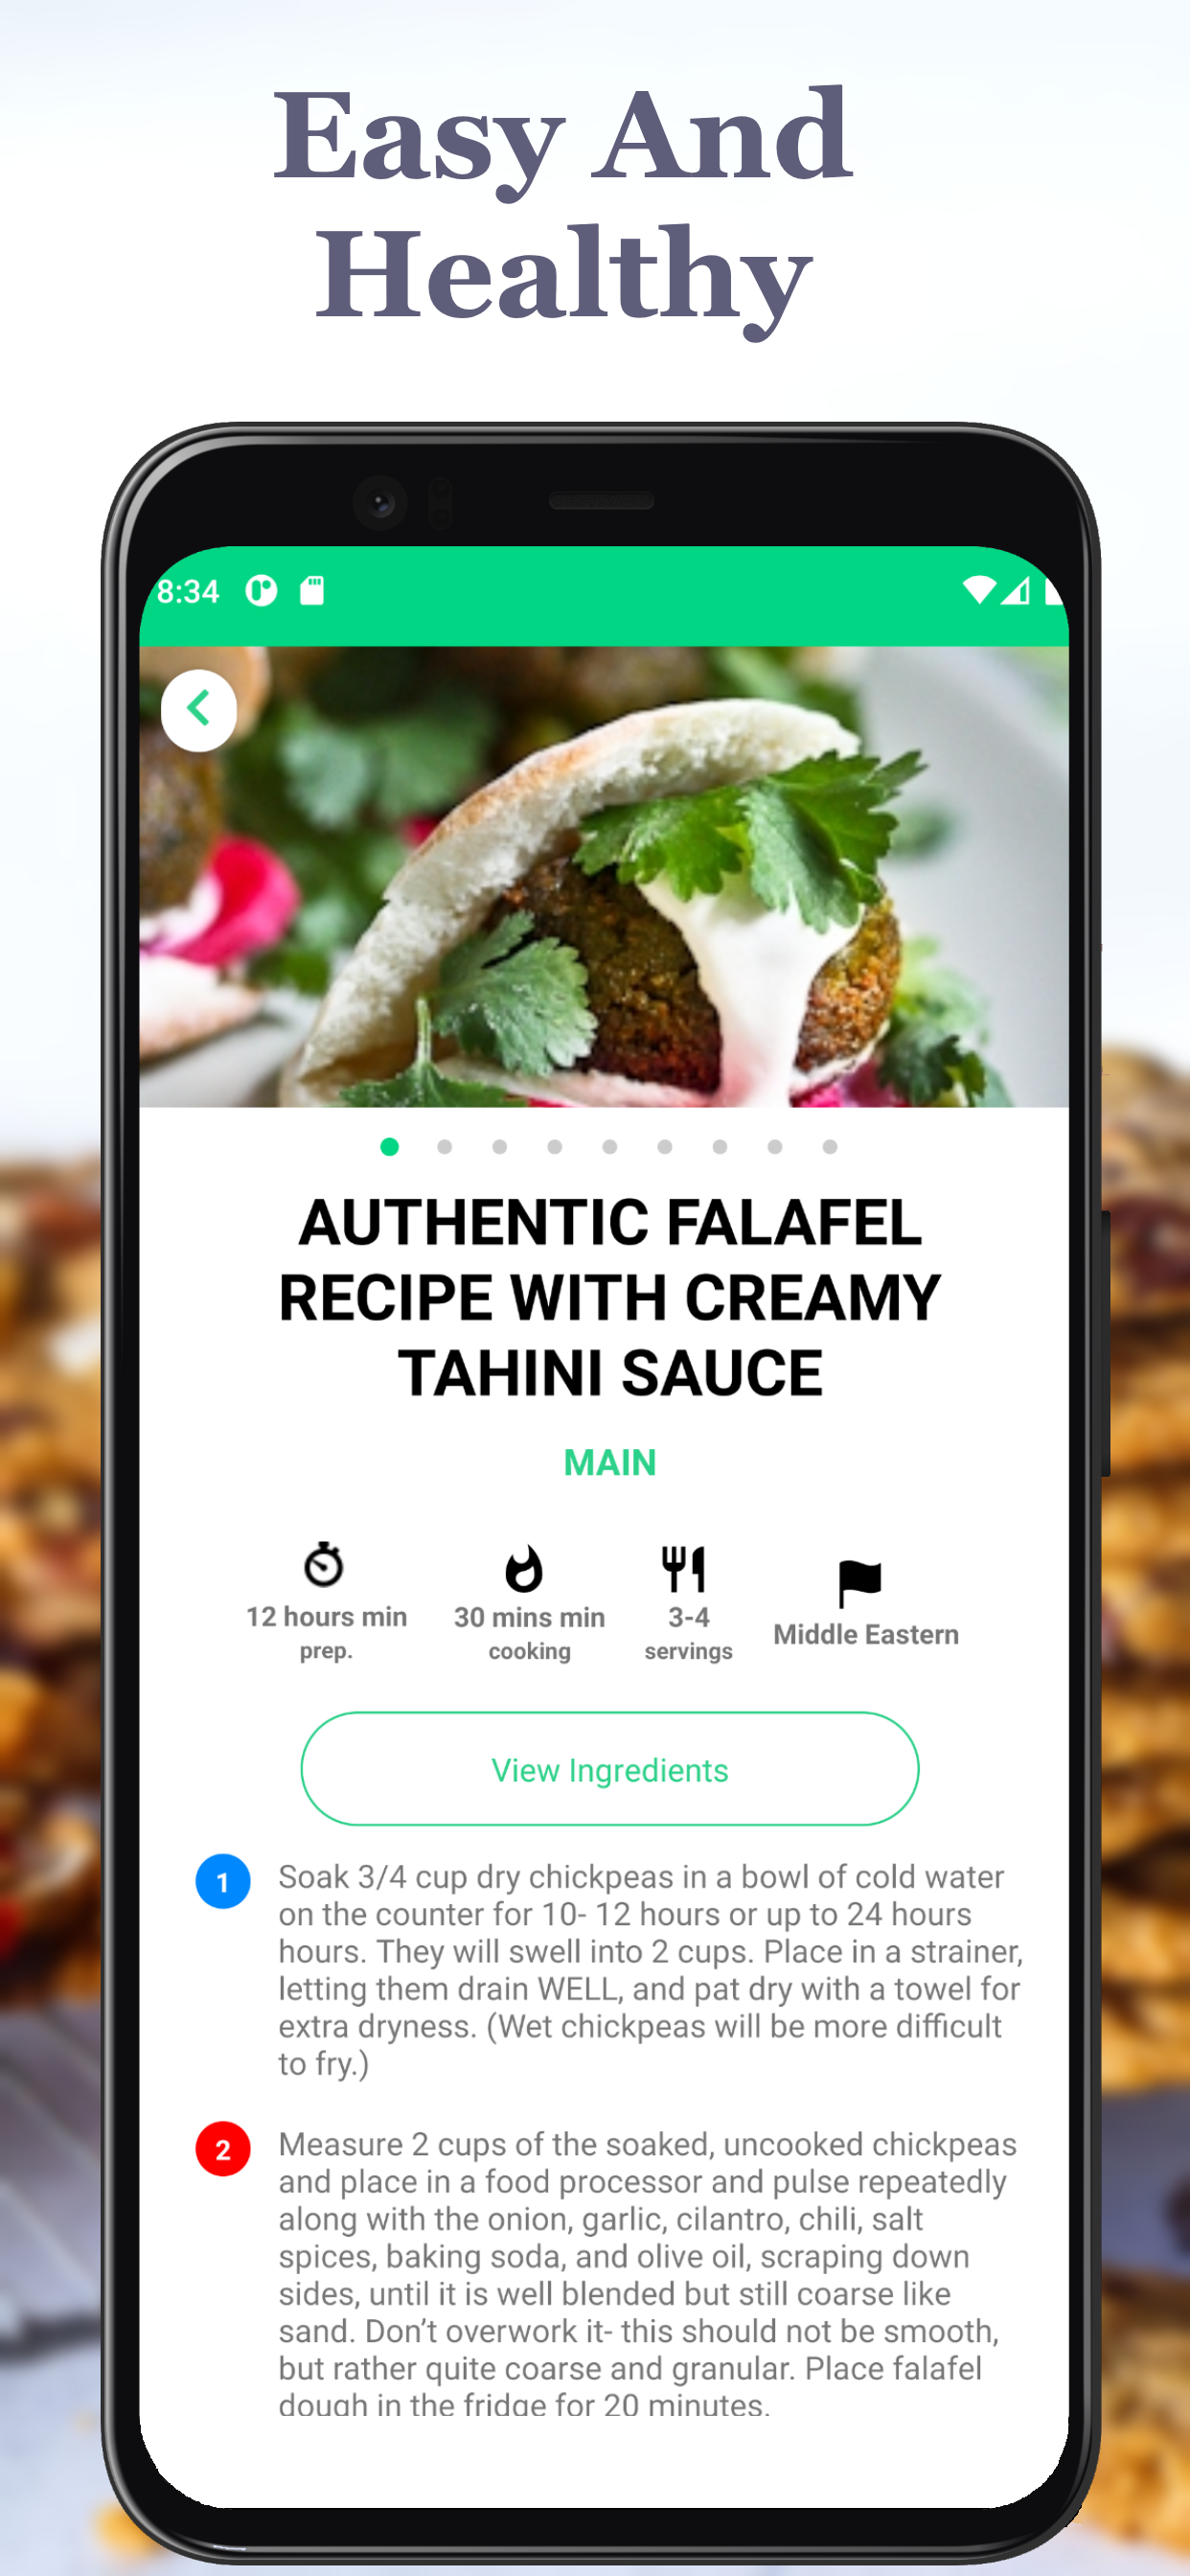 Easy And
Healthy
8:34
AUTHENTIC FALAFEL
RECIPE WITH CREAMY
TAHINI SAUCE
MAIN
12 hours min
prep.
30 mins min
cooking
3-4
servings
Middle Eastern
View Ingredients
1
Soak 3/4 cup dry chickpeas in a bowl of cold water
on the counter for 10- 12 hours or up to 24 hours
hours. They will swell into 2 cups. Place in a strainer,
letting them drain WELL, and pat dry with a towel for
extra dryness. (Wet chickpeas will be more difficult
to fry.)
2
Measure 2 cups of the soaked, uncooked chickpeas
and place in a food processor and pulse repeatedly
along with the onion, garlic, cilantro, chili, salt
spices, baking soda, and olive oil, scraping down
sides, until it is well blended but still coarse like
sand. Don’t overwork it- this should not be smooth,
but rather quite coarse and granular. Place falafel
dough in the fridge for 20 minutes.